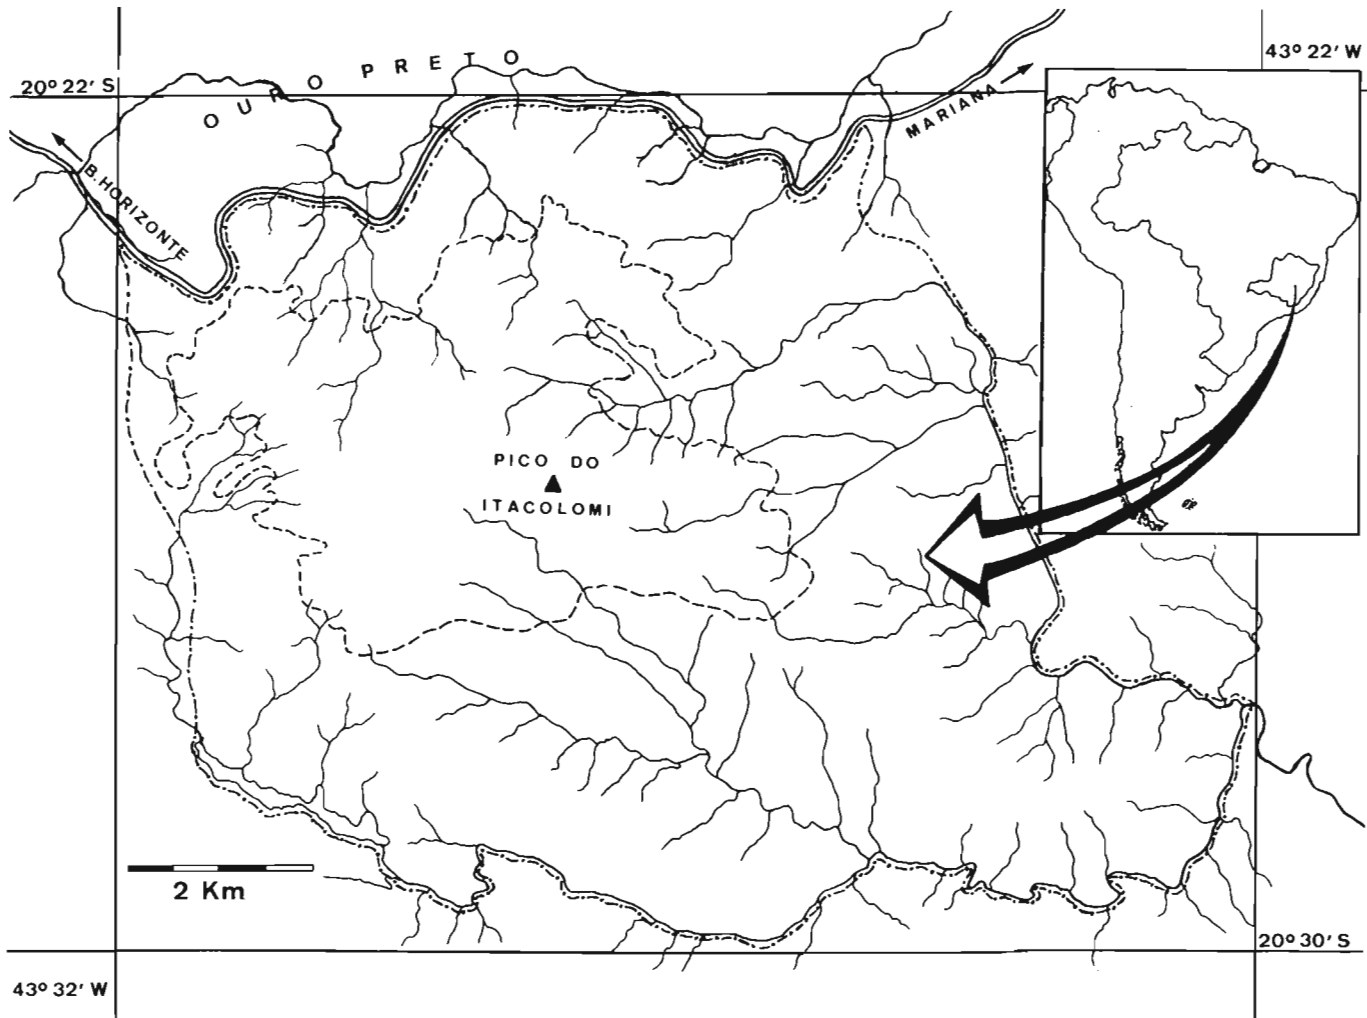 43° 22' W
OURO PRETO
20° 22' S
MARIANA
B. HORIZONTE
PICO DO
ITACOLOMI
2 Km
20° 30' S
43° 32' W